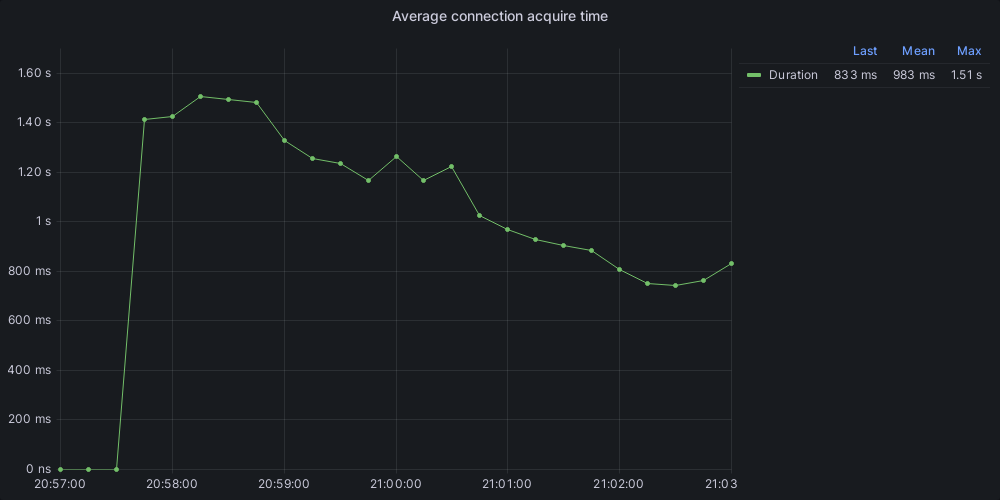 Average connection acquire time
Last Mean Max
Duration 833 ms 983 ms 1.51 s
1.60 s
1.40 s
1.20 s
1 s
800 ms
600 ms
400 ms
200 ms
0 ns
20:57:00 20:58:00 20:59:00 21:00:00 21:01:00 21:02:00 21:03